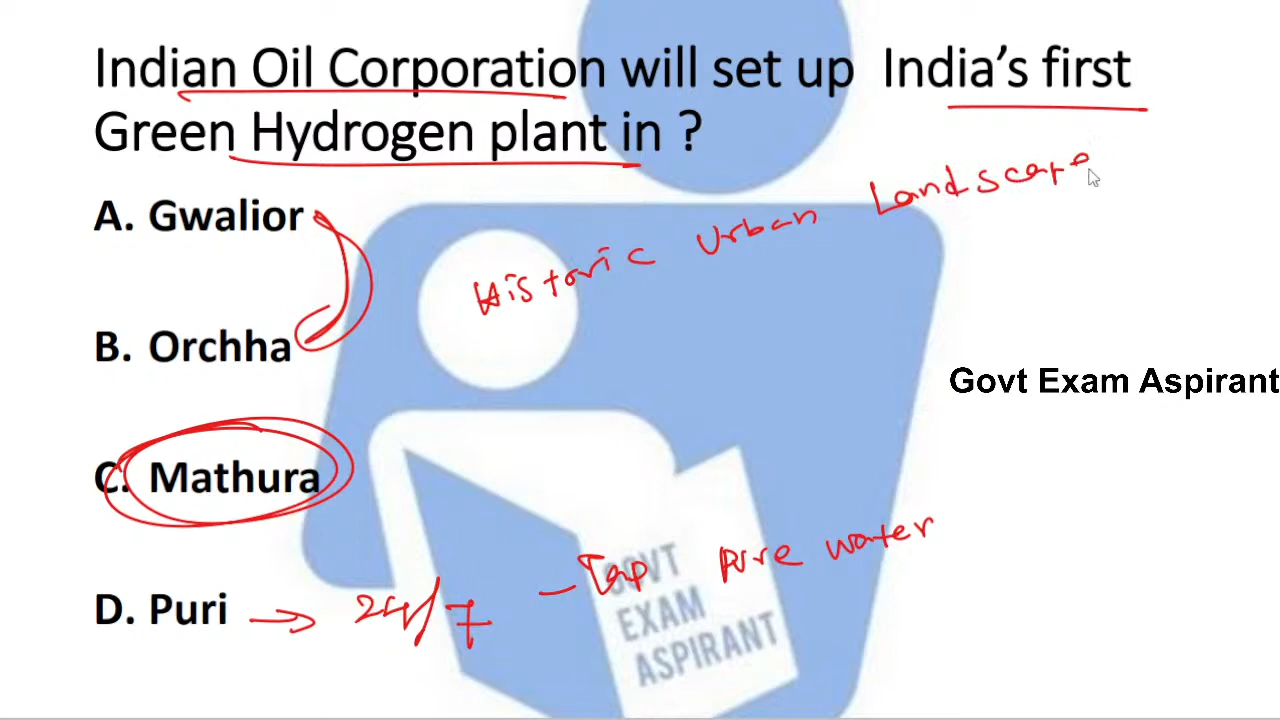 Indian Oil Corporation will set up India's first
Green Hydrogen plant in ?
A. Gwalior
Historic Urban Landscape
B. Orchha
Govt Exam Aspirant
C. Mathura
D. Puri → 24/7 – Tap pure water
GOVT
EXAM
ASPIRANT